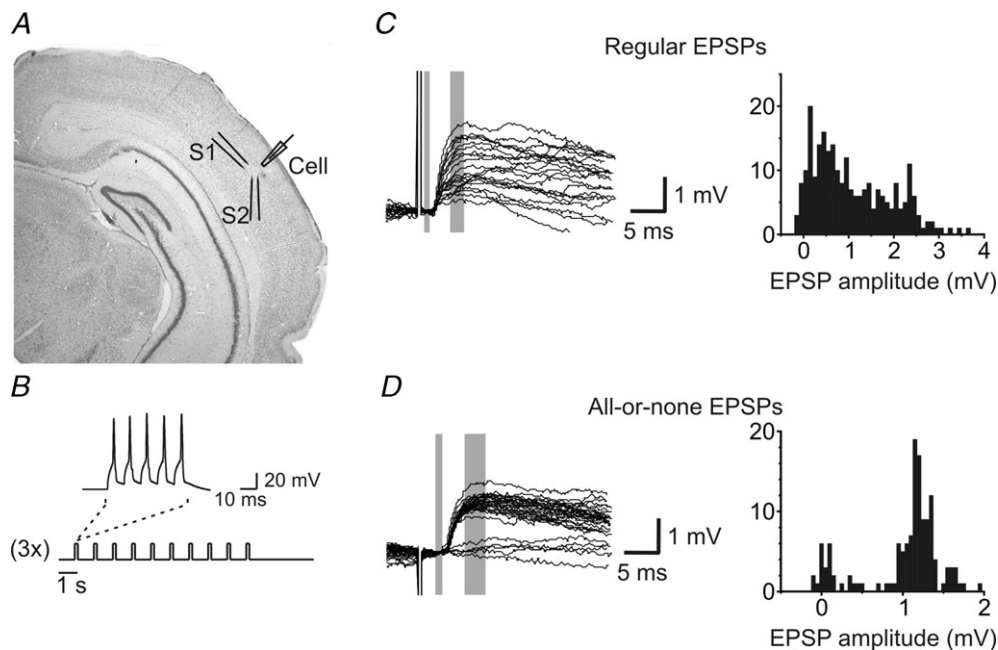 A
S1
Cell
S2
B
20 mV
10 ms
(3x)
1 s
C
Regular EPSPs
1 mV
5 ms
20
10
0
0 1 2 3 4
EPSP amplitude (mV)
D
All-or-none EPSPs
1 mV
5 ms
20
10
0
0 1 2
EPSP amplitude (mV)